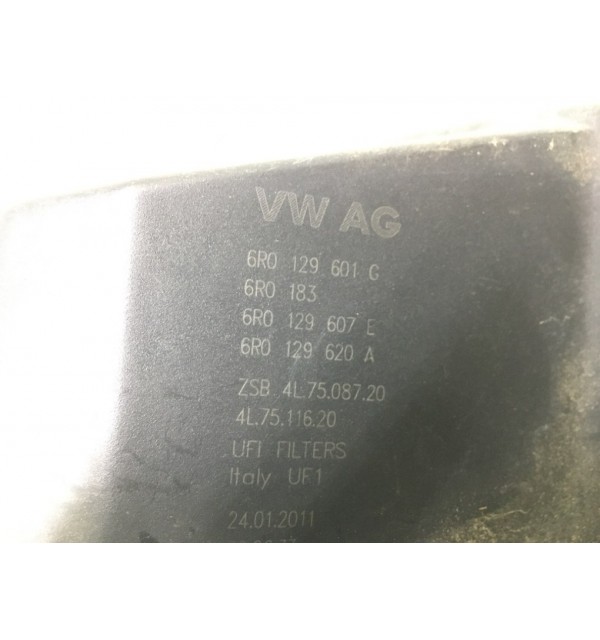 VW AG
6R0 129 601 G
6R0 183
6R0 129 607 E
6R0 129 620 A
ZSB 4L.75.087.20
4L.75.116.20
UFI FILTERS
Italy UF1
24.01.2011